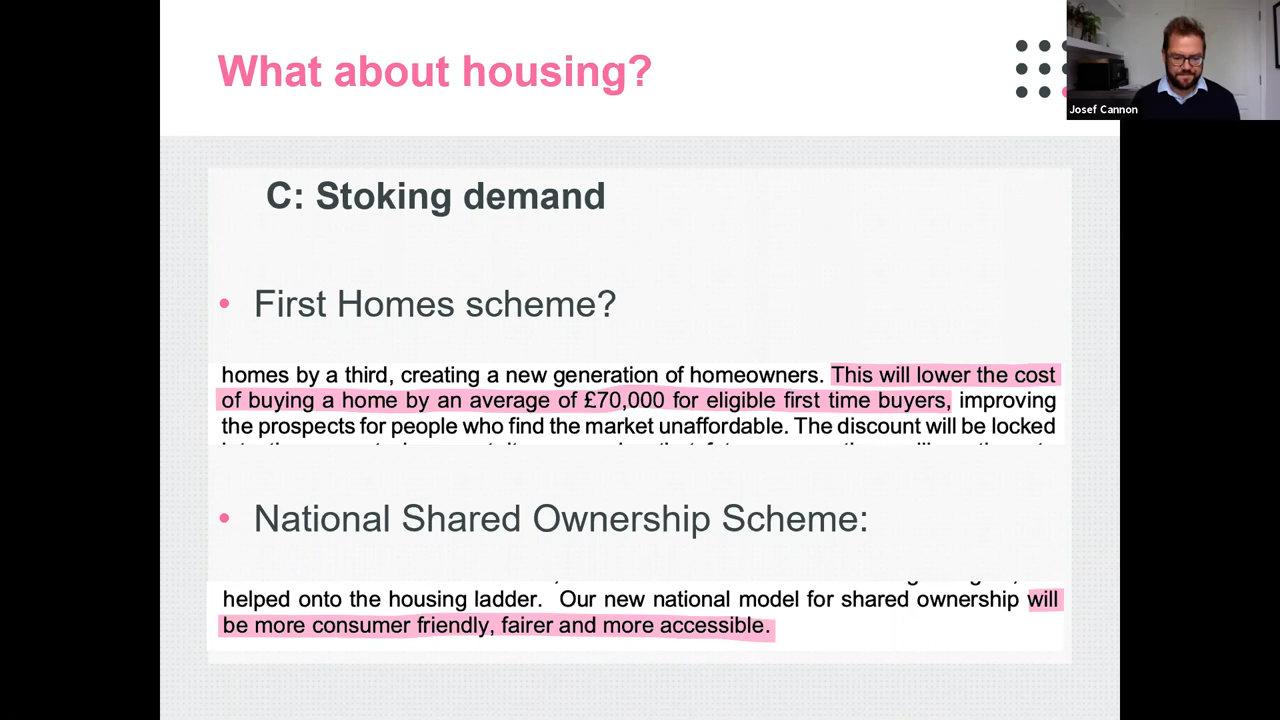 What about housing?
Josef Cannon
C: Stoking demand
• First Homes scheme?
homes by a third, creating a new generation of homeowners. This will lower the cost
of buying a home by an average of £70,000 for eligible first time buyers, improving
the prospects for people who find the market unaffordable. The discount will be locked
• National Shared Ownership Scheme:
helped onto the housing ladder. Our new national model for shared ownership will
be more consumer friendly, fairer and more accessible.